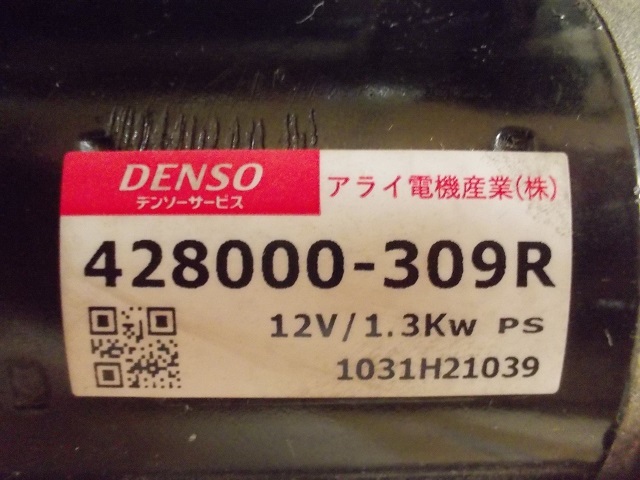 DENSO
デンソーサービス
アライ電機産業(株)
428000-309R
12V/1.3Kw PS
1031H21039